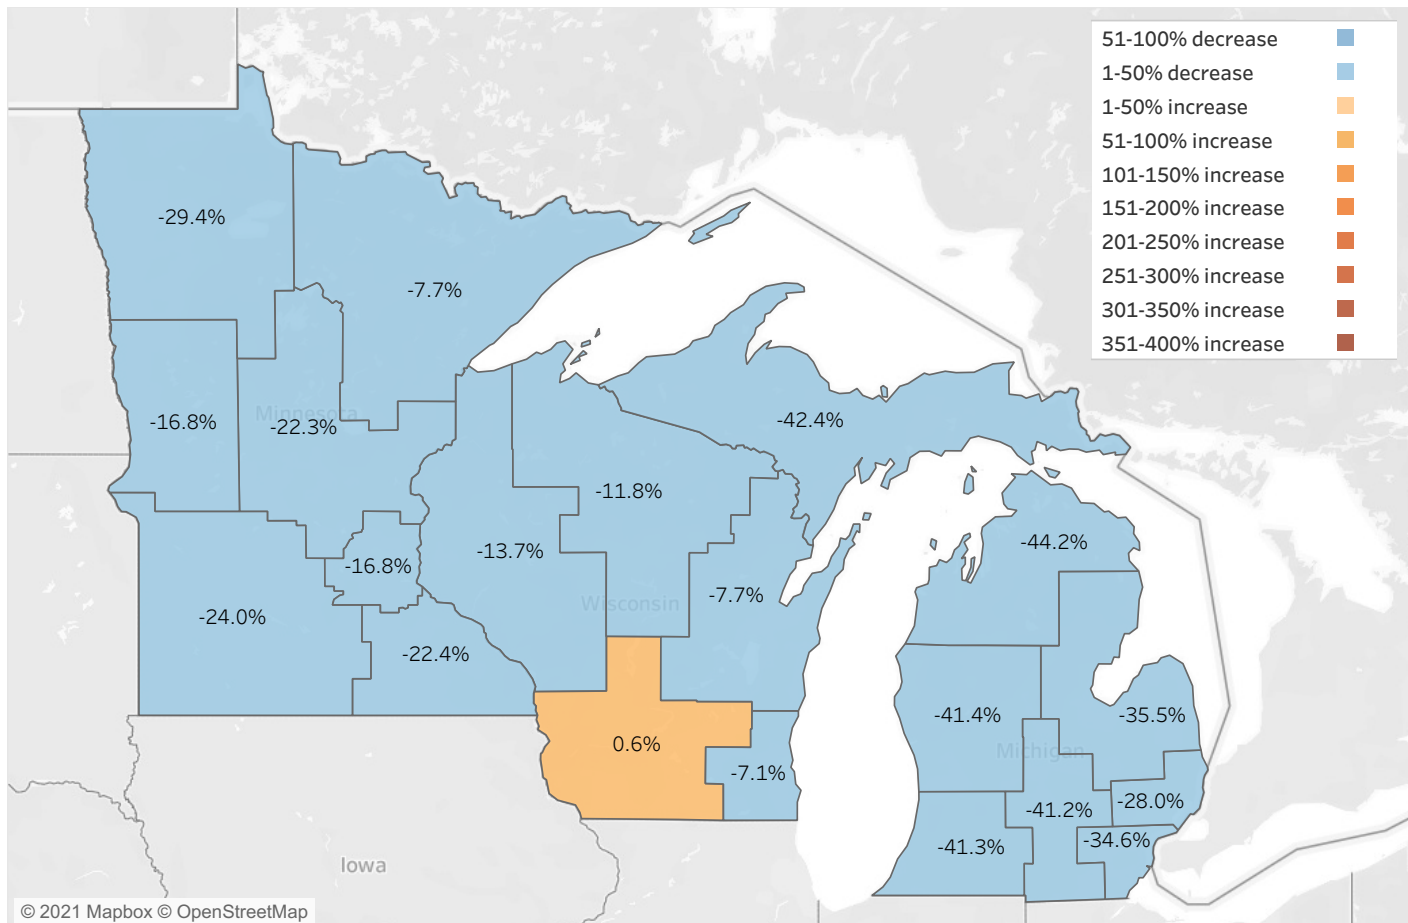 51-100% decrease
1-50% decrease
1-50% increase
51-100% increase
101-150% increase
151-200% increase
201-250% increase
251-300% increase
301-350% increase
351-400% increase
-29.4%
-7.7%
-16.8%
Minnesota
-22.3%
-42.4%
-11.8%
-13.7%
-44.2%
-16.8%
-7.7%
Wisconsin
-24.0%
-22.4%
-41.4%
-35.5%
0.6%
Michigan
-7.1%
-28.0%
-41.2%
-34.6%
-41.3%
Iowa
© 2021 Mapbox © OpenStreetMap